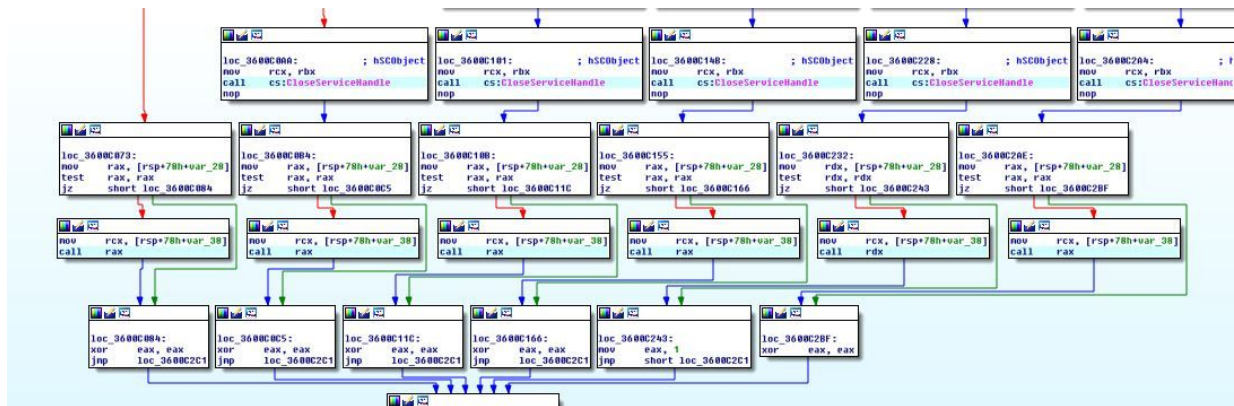 loc_3600C0AA: ; hSCObject
mov rcx, rbx
call cs:CloseServiceHandle
nop
loc_3600C101: ; hSCObject
mov rcx, rbx
call cs:CloseServiceHandle
nop
loc_3600C14B: ; hSCObject
mov rcx, rbx
call cs:CloseServiceHandle
nop
loc_3600C228: ; hSCObject
mov rcx, rbx
call cs:CloseServiceHandle
nop
loc_3600C2A4: ;
mov rcx, rbx
call cs:CloseServiceHand
nop
loc_3600C073:
mov rax, [rsp+78h+var_28]
test rax, rax
jz short loc_3600C084
loc_3600C0B4:
mov rax, [rsp+78h+var_28]
test rax, rax
jz short loc_3600C0C5
loc_3600C10B:
mov rax, [rsp+78h+var_28]
test rax, rax
jz short loc_3600C11C
loc_3600C155:
mov rax, [rsp+78h+var_28]
test rax, rax
jz short loc_3600C166
loc_3600C232:
mov rdx, [rsp+78h+var_28]
test rdx, rdx
jz short loc_3600C243
loc_3600C2AE:
mov rax, [rsp+78h+var_28]
test rax, rax
jz short loc_3600C2BF
mov rcx, [rsp+78h+var_38]
call rax
mov rcx, [rsp+78h+var_38]
call rax
mov rcx, [rsp+78h+var_38]
call rax
mov rcx, [rsp+78h+var_38]
call rax
mov rcx, [rsp+78h+var_38]
call rdx
mov rcx, [rsp+78h+var_38]
call rax
loc_3600C084:
xor eax, eax
jmp loc_3600C2C1
loc_3600C0C5:
xor eax, eax
jmp loc_3600C2C1
loc_3600C11C:
xor eax, eax
jmp loc_3600C2C1
loc_3600C166:
xor eax, eax
jmp loc_3600C2C1
loc_3600C243:
mov eax, 1
jmp short loc_3600C2C1
loc_3600C2BF:
xor eax, eax